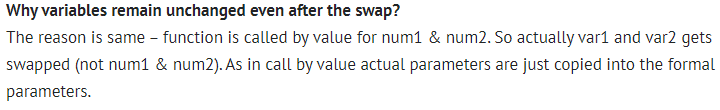 Why variables remain unchanged even after the swap?
The reason is same – function is called by value for num1 & num2. So actually var1 and var2 gets
swapped (not num1 & num2). As in call by value actual parameters are just copied into the formal
parameters.